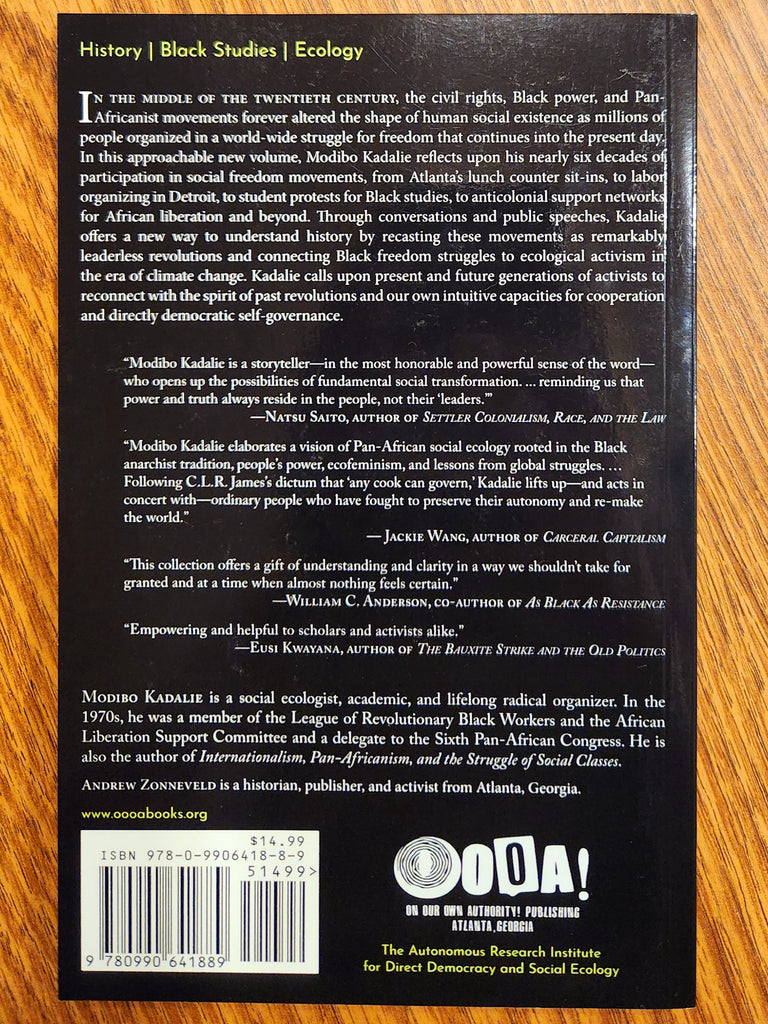 History | Black Studies | Ecology
IN THE MIDDLE OF THE TWENTIETH CENTURY, the civil rights, Black power, and Pan-
Africanist movements forever altered the shape of human social existence as millions of
people organized in a world-wide struggle for freedom that continues into the present day.
In this approachable new volume, Modibo Kadalie reflects upon his nearly six decades of
participation in social freedom movements, from Atlanta's lunch counter sit-ins, to labor
organizing in Detroit, to student protests for Black studies, to anticolonial support networks
for African liberation and beyond. Through conversations and public speeches, Kadalie
offers a new way to understand history by recasting these movements as remarkably
leaderless revolutions and connecting Black freedom struggles to ecological activism in
the era of climate change. Kadalie calls upon present and future generations of activists to
reconnect with the spirit of past revolutions and our own intuitive capacities for cooperation
and directly democratic self-governance.
“Modibo Kadalie is a storyteller—in the most honorable and powerful sense of the word—
who opens up the possibilities of fundamental social transformation. ... reminding us that
power and truth always reside in the people, not their ‘leaders.’”
—NATSU SAITO, AUTHOR OF SETTLER COLONIALISM, RACE, AND THE LAW
“Modibo Kadalie elaborates a vision of Pan-African social ecology rooted in the Black
anarchist tradition, people's power, ecofeminism, and lessons from global struggles. ...
Following C.L.R. James's dictum that ‘any cook can govern,’ Kadalie lifts up—and acts in
concert with—ordinary people who have fought to preserve their autonomy and re-make
the world.”
— JACKIE WANG, AUTHOR OF CARCERAL CAPITALISM
“This collection offers a gift of understanding and clarity in a way we shouldn't take for
granted and at a time when almost nothing feels certain.”
—WILLIAM C. ANDERSON, CO-AUTHOR OF AS BLACK AS RESISTANCE
“Empowering and helpful to scholars and activists alike.”
—EUSI KWAYANA, AUTHOR OF THE BAUXITE STRIKE AND THE OLD POLITICS
MODIBO KADALIE is a social ecologist, academic, and lifelong radical organizer. In the
1970s, he was a member of the League of Revolutionary Black Workers and the African
Liberation Support Committee and a delegate to the Sixth Pan-African Congress. He is
also the author of Internationalism, Pan-Africanism, and the Struggle of Social Classes.
ANDREW ZONNEVELD is a historian, publisher, and activist from Atlanta, Georgia.
www.oooabooks.org
$14.99
ISBN 978-0-9906418-8-9
51499>
9 780990 641889
OOOA!
ON OUR OWN AUTHORITY! PUBLISHING
ATLANTA, GEORGIA
The Autonomous Research Institute
for Direct Democracy and Social Ecology